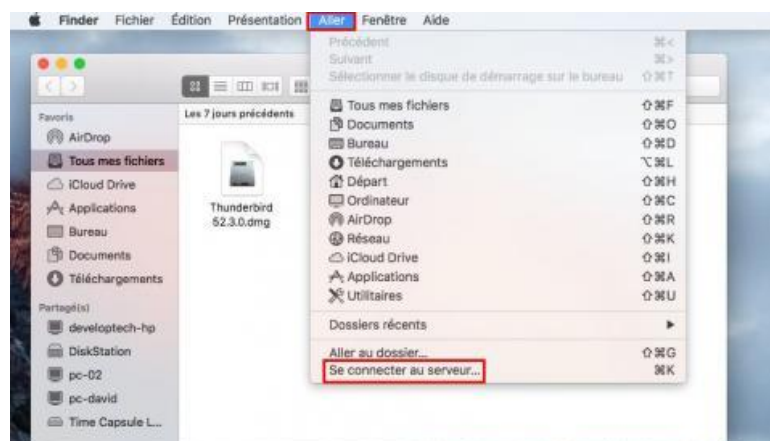 Finder Fichier Édition Présentation Aller Fenêtre Aide
Précédent ⌘<
Suivant ⌘>
Sélectionner le disque de démarrage sur le bureau ⇧⌘T
Tous mes fichiers ⇧⌘F
Documents ⇧⌘O
Bureau ⇧⌘D
Téléchargements ⌥⌘L
Départ ⇧⌘H
Ordinateur ⇧⌘C
AirDrop ⇧⌘R
Réseau ⇧⌘K
iCloud Drive ⇧⌘I
Applications ⇧⌘A
Utilitaires ⇧⌘U
Dossiers récents
Aller au dossier... ⇧⌘G
Se connecter au serveur... ⌘K
Favoris
AirDrop
Tous mes fichiers
iCloud Drive
Applications
Bureau
Documents
Téléchargements
Partagé(s)
developtech-hp
DiskStation
pc-02
pc-david
Time Capsule L...
Les 7 jours précédents
Thunderbird
52.3.0.dmg